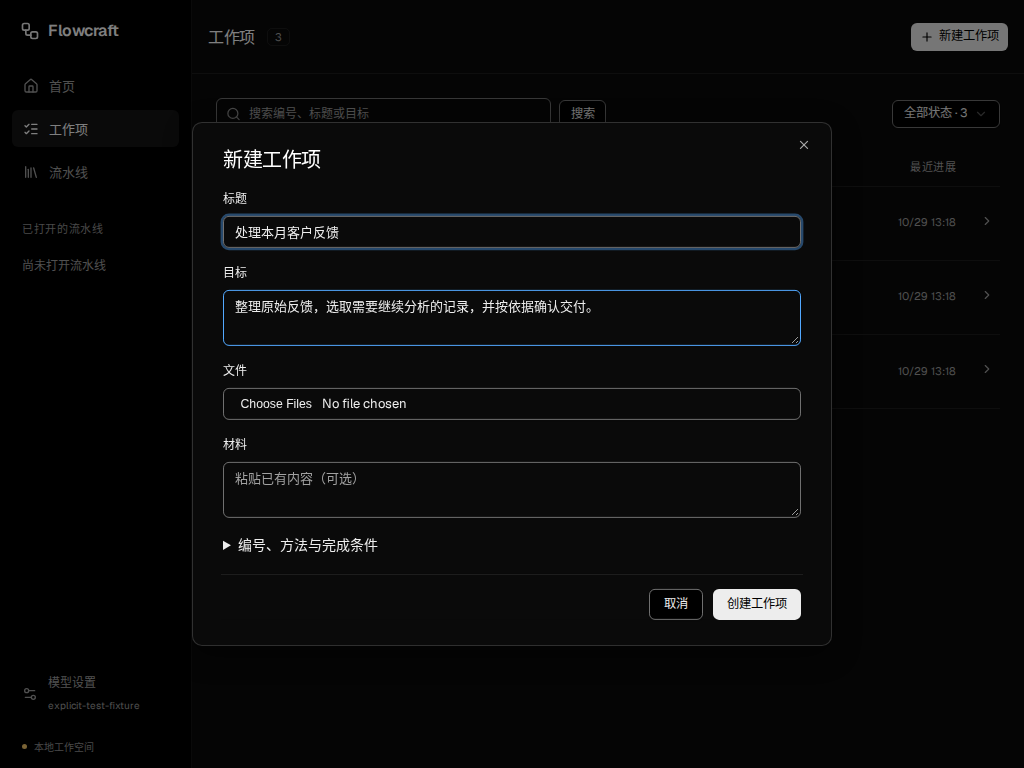 Flowcraft
首页
工作项
流水线
已打开的流水线
尚未打开流水线
模型设置
explicit-test-fixture
本地工作空间
工作项 3
新建工作项
搜索编号、标题或目标
搜索
全部状态 · 3
最近进展
10/29 13:18
10/29 13:18
10/29 13:18
新建工作项
标题
处理本月客户反馈
目标
整理原始反馈，选取需要继续分析的记录，并按依据确认交付。
文件
Choose Files No file chosen
材料
粘贴已有内容（可选）
编号、方法与完成条件
取消
创建工作项